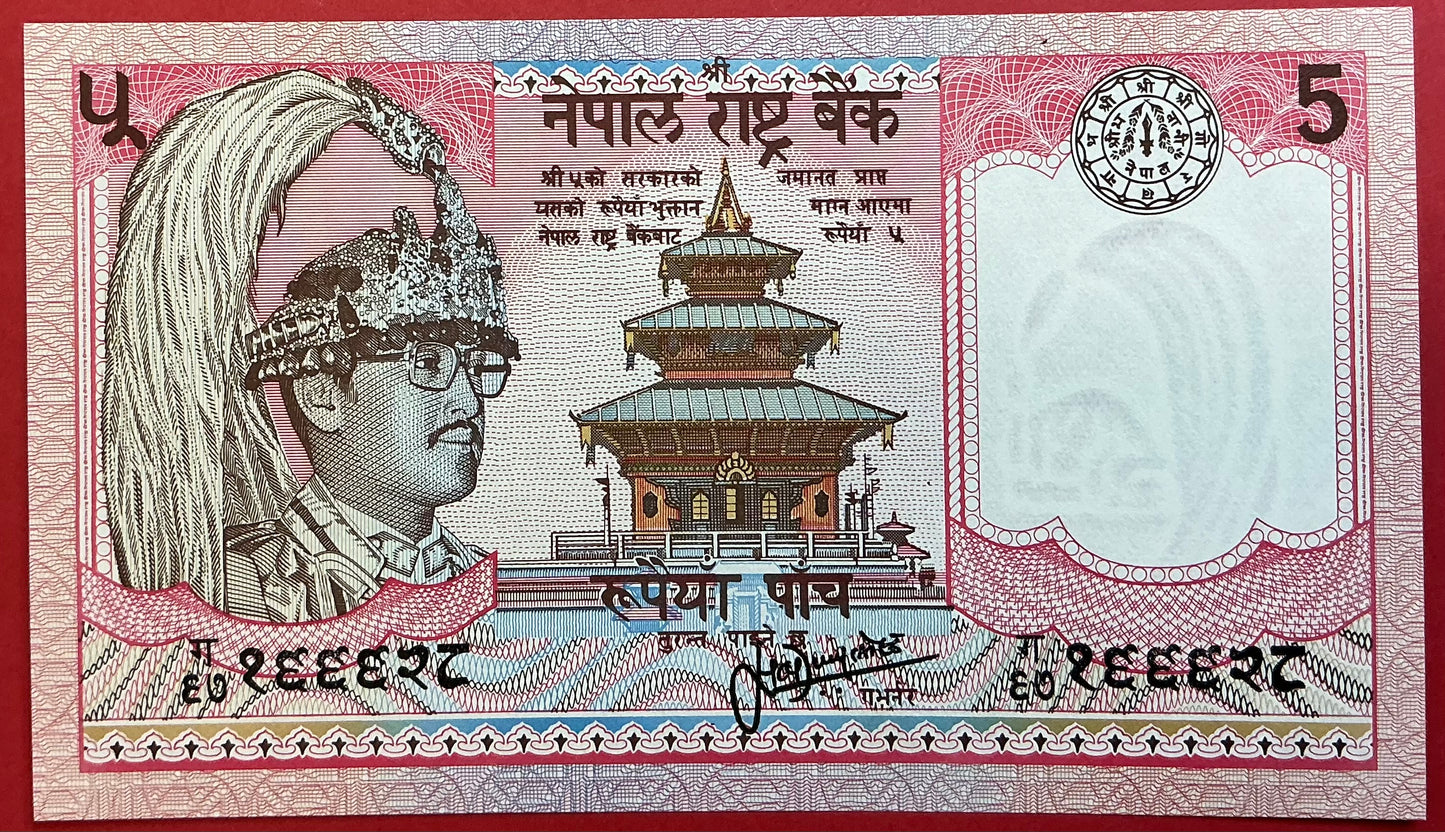 ५
श्री
5
नेपाल राष्ट्र बैंक
श्री ५को सरकारको जमानत प्राप्त
यसको रूपैयाँ भुक्तान माग्न आएमा
नेपाल राष्ट्र बैंकबाट रूपैयाँ ५
नेपाल
रूपैयाँ पाँच
तुरून्त पाइने छ
गभर्नर
ग
६७ १६६६२८
ग
६७ १६६६२८